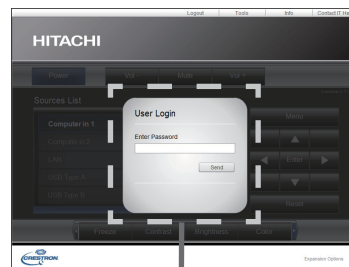 Logout Tools Info Contact IT He
HITACHI
Power Vol - Mute Vol +
Sources List
Menu
Computer in 1
Computer in 2
LAN
USB Type A
USB Type B
Enter
Reset
User Login
Enter Password
Send
Freeze Contrast Brightness Color
CRESTRON
Expansion Options